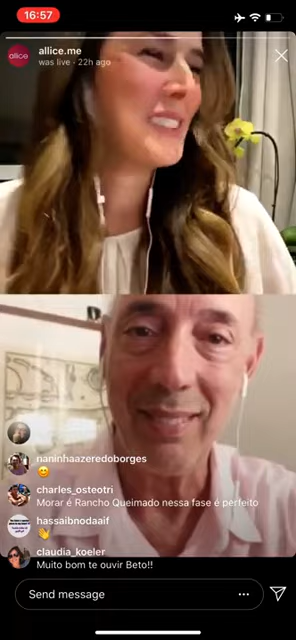 16:57
allice
allice.me
was live · 22h ago
naninhaazeredoborges
😊
charles_osteotri
Morar é Rancho Queimado nessa fase é perfeito
hassaibnodaaif
👏
claudia_koeler
Muito bom te ouvir Beto!!
Send message